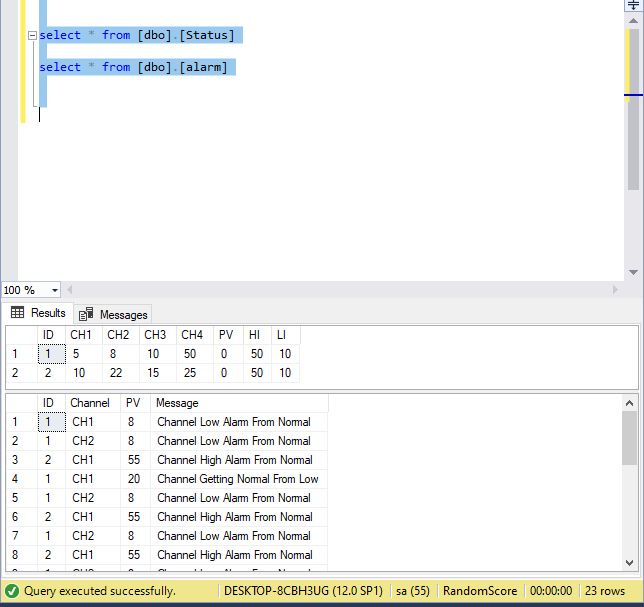 select * from [dbo].[Status]
select * from [dbo].[alarm]
100 %
Results Messages
ID CH1 CH2 CH3 CH4 PV HI LI
1 1 5 8 10 50 0 50 10
2 2 10 22 15 25 0 50 10
ID Channel PV Message
1 1 CH1 8 Channel Low Alarm From Normal
2 1 CH2 8 Channel Low Alarm From Normal
3 2 CH1 55 Channel High Alarm From Normal
4 1 CH1 20 Channel Getting Normal From Low
5 1 CH2 8 Channel Low Alarm From Normal
6 2 CH1 55 Channel High Alarm From Normal
7 1 CH2 8 Channel Low Alarm From Normal
8 2 CH1 55 Channel High Alarm From Normal
Query executed successfully. DESKTOP-8CBH3UG (12.0 SP1) sa (55) RandomScore 00:00:00 23 rows